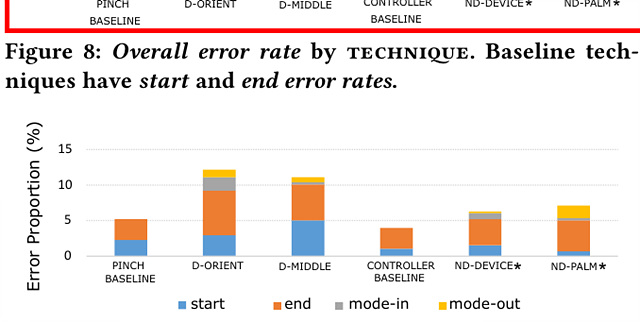 PINCH BASELINE D-ORIENT D-MIDDLE CONTROLLER BASELINE ND-DEVICE* ND-PALM*
Figure 8: Overall error rate by TECHNIQUE. Baseline tech-
niques have start and end error rates.
Error Proportion (%)
15
10
5
0
PINCH BASELINE D-ORIENT D-MIDDLE CONTROLLER BASELINE ND-DEVICE* ND-PALM*
start end mode-in mode-out